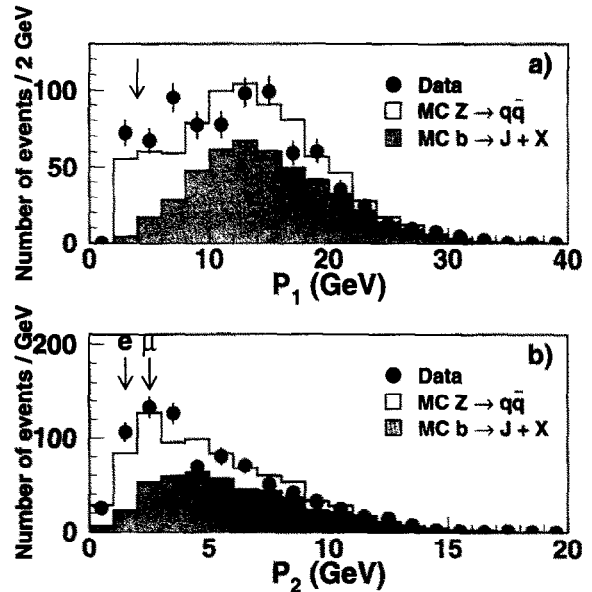 Number of events / 2 GeV
a)
Data
MC Z → qq̄
MC b → J + X
100
50
0
0 10 20 30 40
P₁ (GeV)
Number of events / GeV
b)
e μ
Data
MC Z → qq̄
MC b → J + X
200
100
0
0 5 10 15 20
P₂ (GeV)